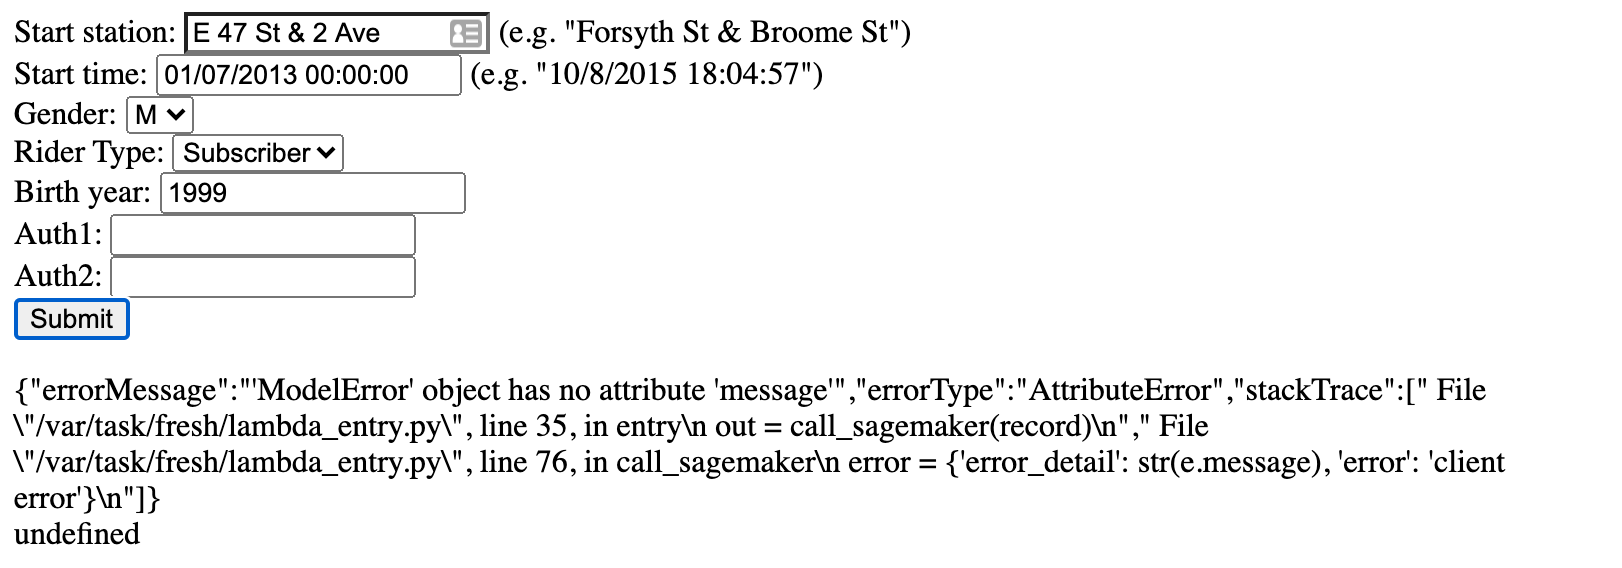 Start station: E 47 St & 2 Ave (e.g. "Forsyth St & Broome St")
Start time: 01/07/2013 00:00:00 (e.g. "10/8/2015 18:04:57")
Gender: M
Rider Type: Subscriber
Birth year: 1999
Auth1:
Auth2:
Submit
{"errorMessage":"'ModelError' object has no attribute 'message'","errorType":"AttributeError","stackTrace":[" File
\"/var/task/fresh/lambda_entry.py\", line 35, in entry\n out = call_sagemaker(record)\n"," File
\"/var/task/fresh/lambda_entry.py\", line 76, in call_sagemaker\n error = {'error_detail': str(e.message), 'error': 'client
error'}\n"]}
undefined